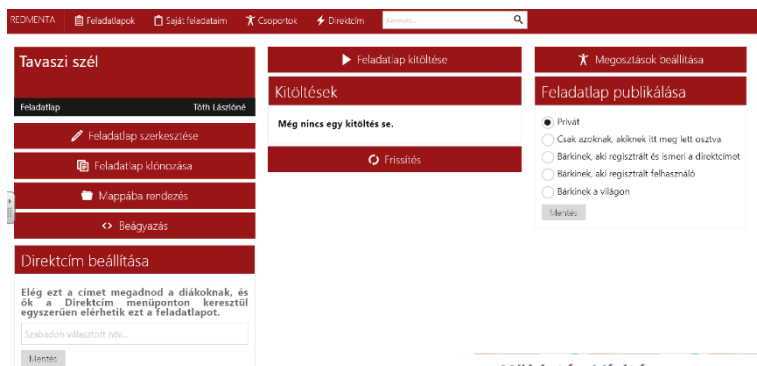 REDMENTA Feladatlapok Saját feladataim Csoportok Direktcím Keresés...
Tavaszi szél
Feladatlap Tóth Lászlóné
Feladatlap szerkesztése
Feladatlap klónozása
Mappába rendezés
Beágyazás
Direktcím beállítása
Elég ezt a címet megadnod a diákoknak, és
ők a Direktcím menüponton keresztül
egyszerűen elérhetik ezt a feladatlapot.
Szabadon választott név...
Mentés
Feladatlap kitöltése
Kitöltések
Még nincs egy kitöltés se.
Frissítés
Megosztások beállítása
Feladatlap publikálása
Privát
Csak azoknak, akiknek itt meg lett osztva
Bárkinek, aki regisztrált és ismeri a direktcímet
Bárkinek, aki regisztrált felhasználó
Bárkinek a világon
Mentés